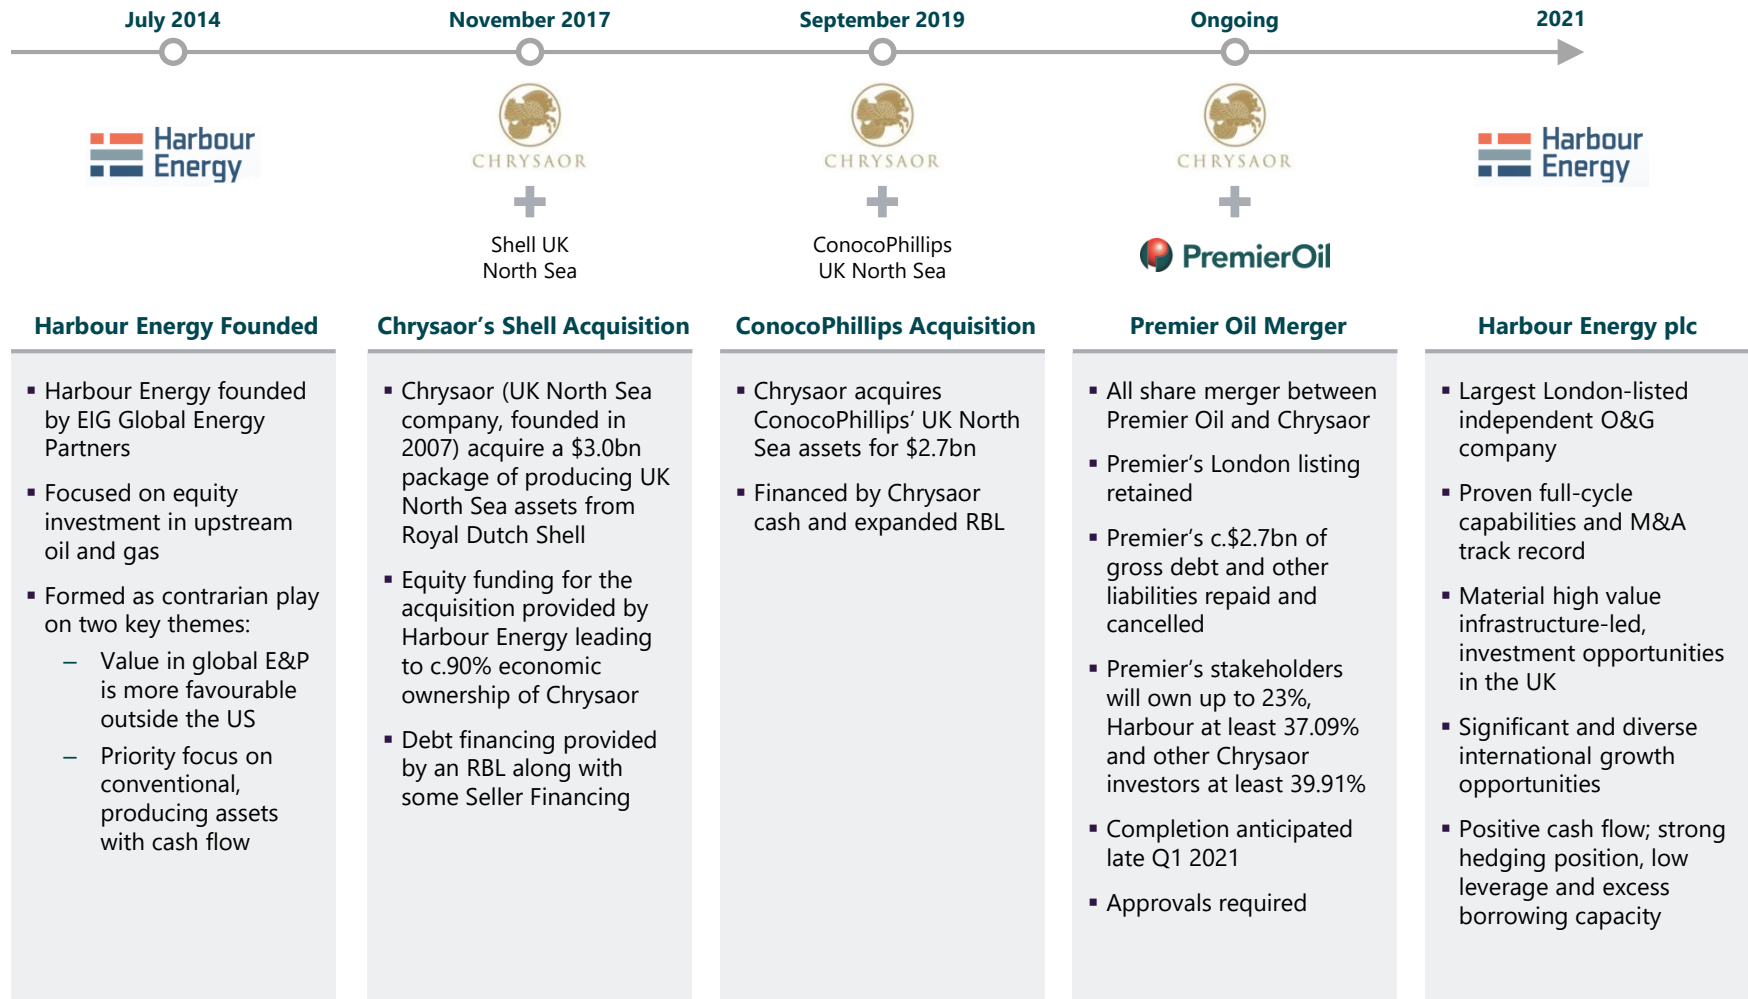 July 2014
November 2017
September 2019
Ongoing
2021
Harbour
Energy
CHRYSAOR
Shell UK
North Sea
CHRYSAOR
ConocoPhillips
UK North Sea
CHRYSAOR
PremierOil
Harbour
Energy
Harbour Energy Founded
▪ Harbour Energy founded
by EIG Global Energy
Partners
▪ Focused on equity
investment in upstream
oil and gas
▪ Formed as contrarian play
on two key themes:
– Value in global E&P
is more favourable
outside the US
– Priority focus on
conventional,
producing assets
with cash flow
Chrysaor’s Shell Acquisition
▪ Chrysaor (UK North Sea
company, founded in
2007) acquire a $3.0bn
package of producing UK
North Sea assets from
Royal Dutch Shell
▪ Equity funding for the
acquisition provided by
Harbour Energy leading
to c.90% economic
ownership of Chrysaor
▪ Debt financing provided
by an RBL along with
some Seller Financing
ConocoPhillips Acquisition
▪ Chrysaor acquires
ConocoPhillips’ UK North
Sea assets for $2.7bn
▪ Financed by Chrysaor
cash and expanded RBL
Premier Oil Merger
▪ All share merger between
Premier Oil and Chrysaor
▪ Premier’s London listing
retained
▪ Premier’s c.$2.7bn of
gross debt and other
liabilities repaid and
cancelled
▪ Premier’s stakeholders
will own up to 23%,
Harbour at least 37.09%
and other Chrysaor
investors at least 39.91%
▪ Completion anticipated
late Q1 2021
▪ Approvals required
Harbour Energy plc
▪ Largest London-listed
independent O&G
company
▪ Proven full-cycle
capabilities and M&A
track record
▪ Material high value
infrastructure-led,
investment opportunities
in the UK
▪ Significant and diverse
international growth
opportunities
▪ Positive cash flow; strong
hedging position, low
leverage and excess
borrowing capacity